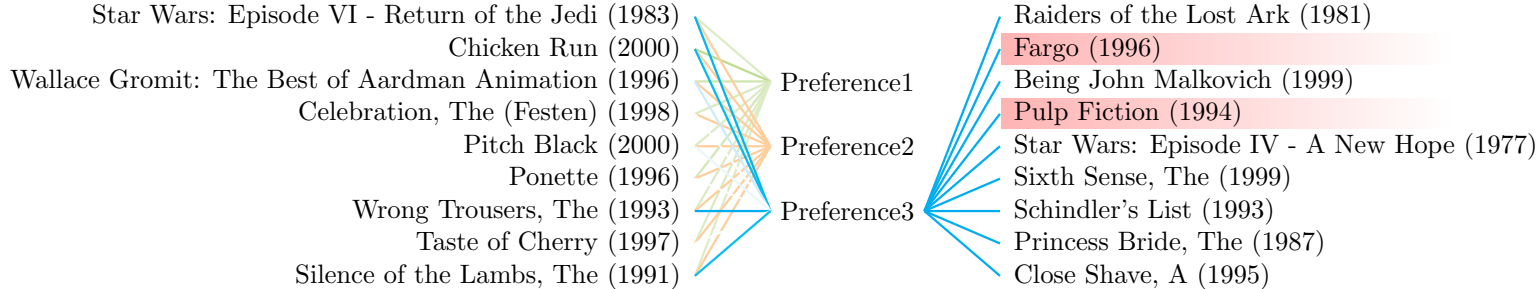 Star Wars: Episode VI - Return of the Jedi (1983)
Chicken Run (2000)
Wallace Gromit: The Best of Aardman Animation (1996)
Celebration, The (Festen) (1998)
Pitch Black (2000)
Ponette (1996)
Wrong Trousers, The (1993)
Taste of Cherry (1997)
Silence of the Lambs, The (1991)
Preference1
Preference2
Preference3
Raiders of the Lost Ark (1981)
Fargo (1996)
Being John Malkovich (1999)
Pulp Fiction (1994)
Star Wars: Episode IV - A New Hope (1977)
Sixth Sense, The (1999)
Schindler's List (1993)
Princess Bride, The (1987)
Close Shave, A (1995)